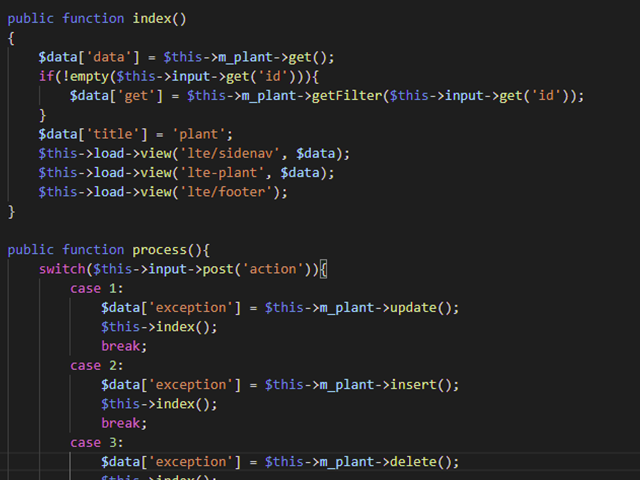 public function index()
{
$data['data'] = $this->m_plant->get();
if(!empty($this->input->get('id'))){
$data['get'] = $this->m_plant->getFilter($this->input->get('id'));
}
$data['title'] = 'plant';
$this->load->view('lte/sidenav', $data);
$this->load->view('lte-plant', $data);
$this->load->view('lte/footer');
}
public function process(){
switch($this->input->post('action')){
case 1:
$data['exception'] = $this->m_plant->update();
$this->index();
break;
case 2:
$data['exception'] = $this->m_plant->insert();
$this->index();
break;
case 3:
$data['exception'] = $this->m_plant->delete();
$this->index();